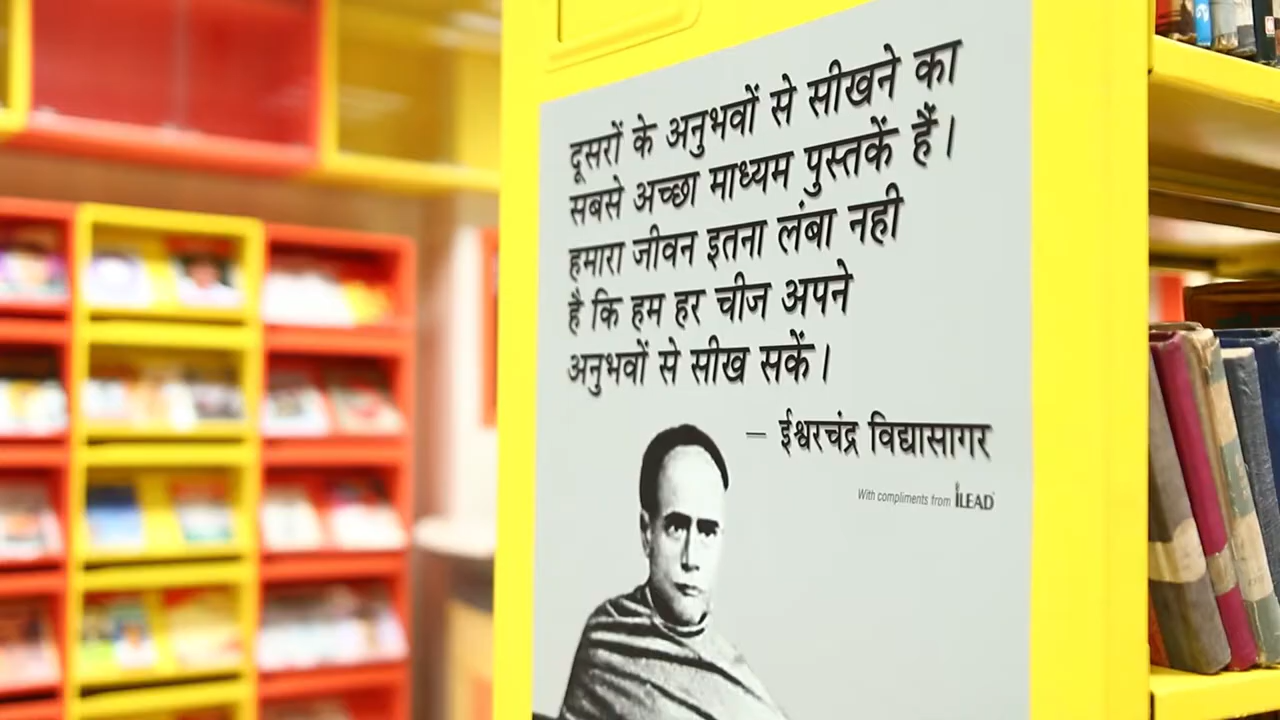 दूसरों के अनुभवों से सीखने का
सबसे अच्छा माध्यम पुस्तकें हैं।
हमारा जीवन इतना लंबा नही
है कि हम हर चीज अपने
अनुभवों से सीख सकें।
— ईश्वरचंद्र विद्यासागर
With compliments from iLEAD